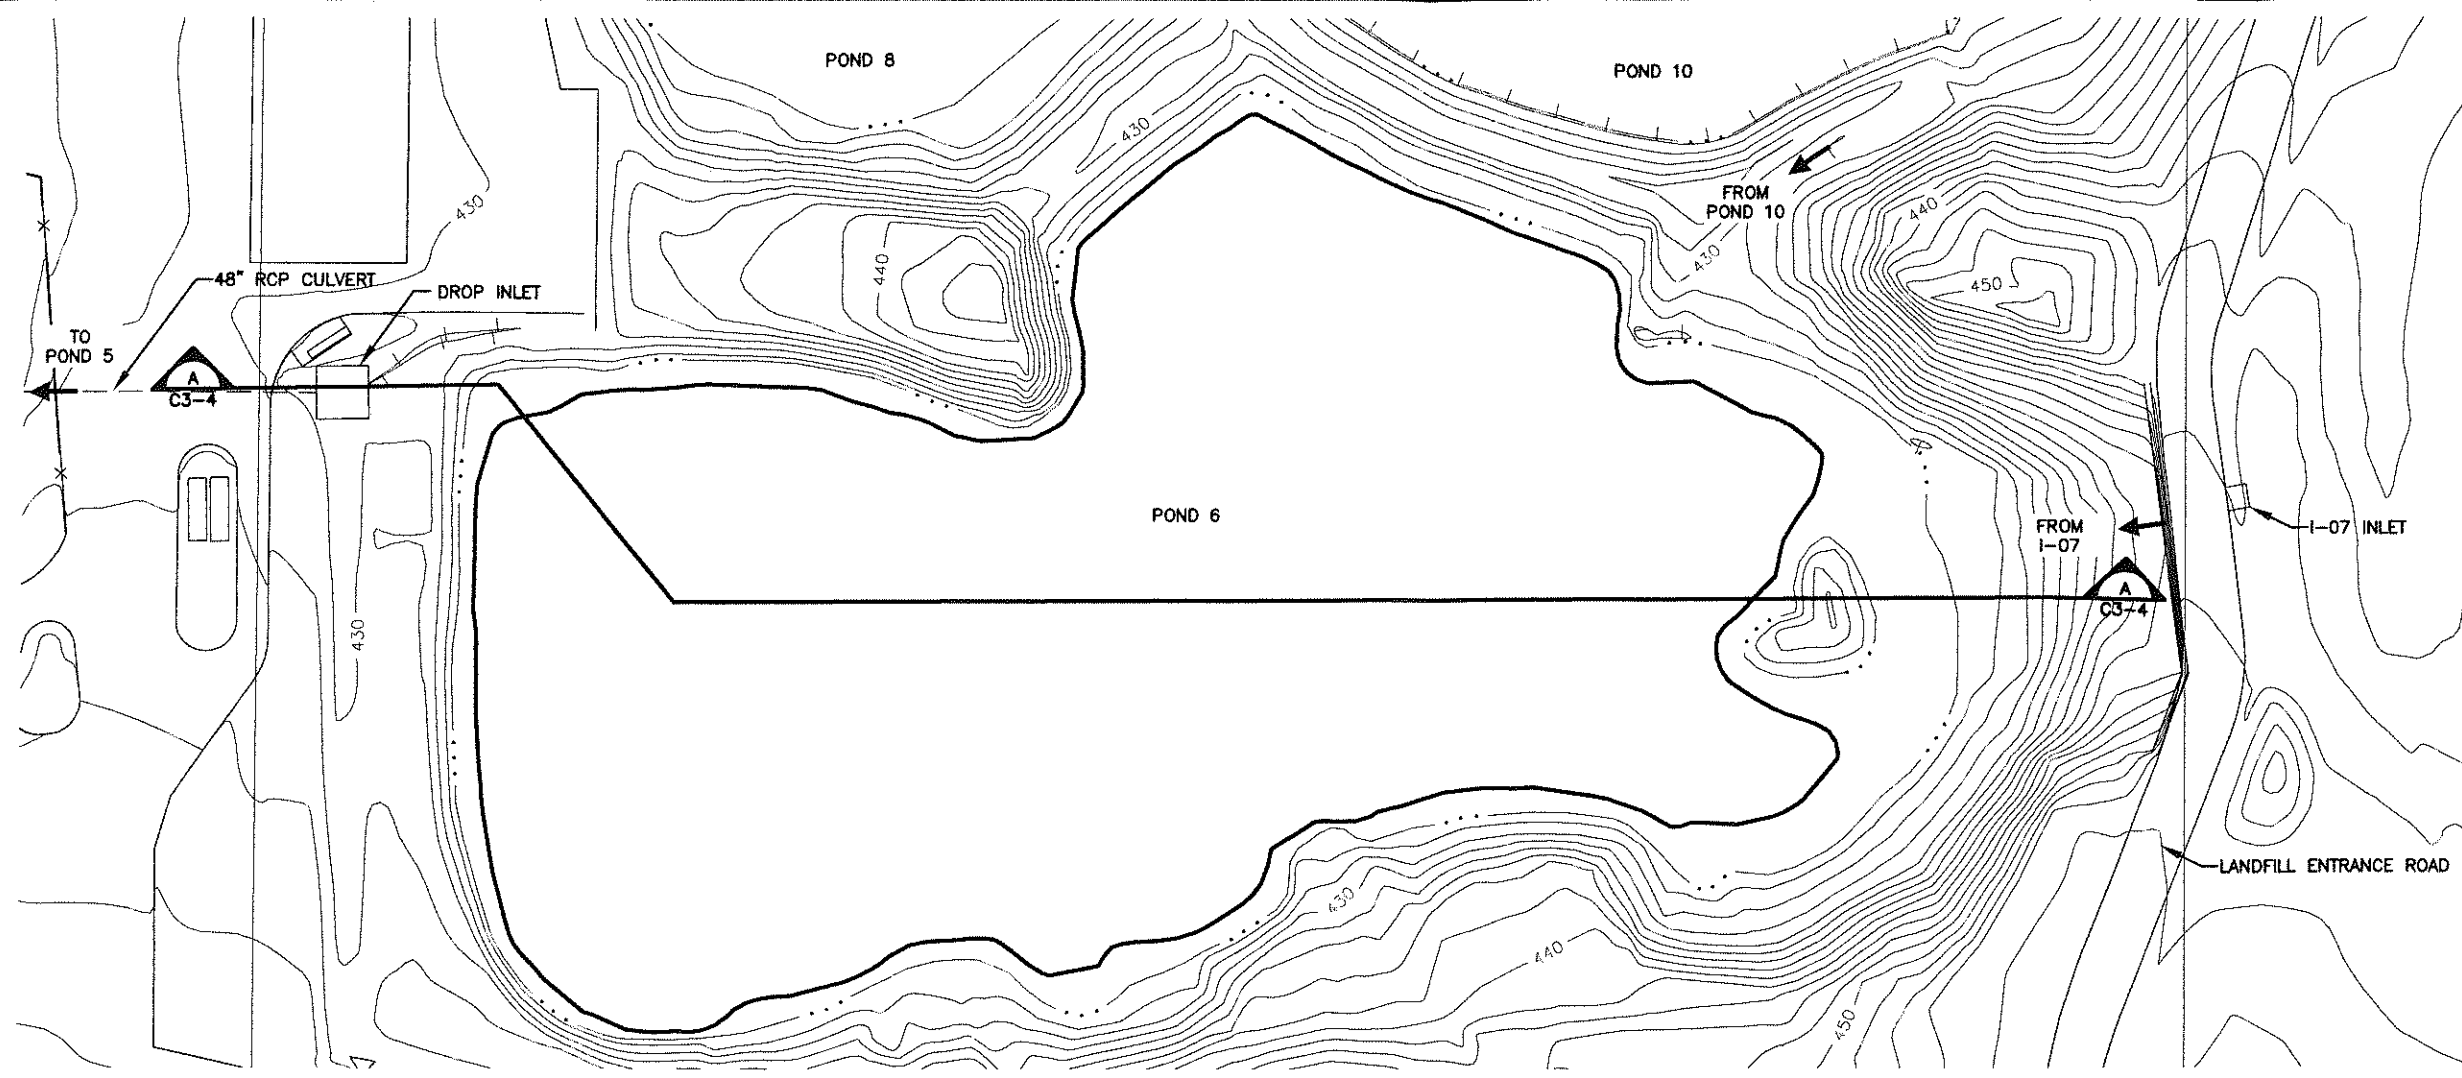 POND 8
POND 10
430
FROM
POND 10
440
430
430
440
450
48" RCP CULVERT
DROP INLET
TO
POND 5
A
C3-4
POND 6
FROM
I-07
I-07 INLET
A
C3-4
430
LANDFILL ENTRANCE ROAD
430
440
450